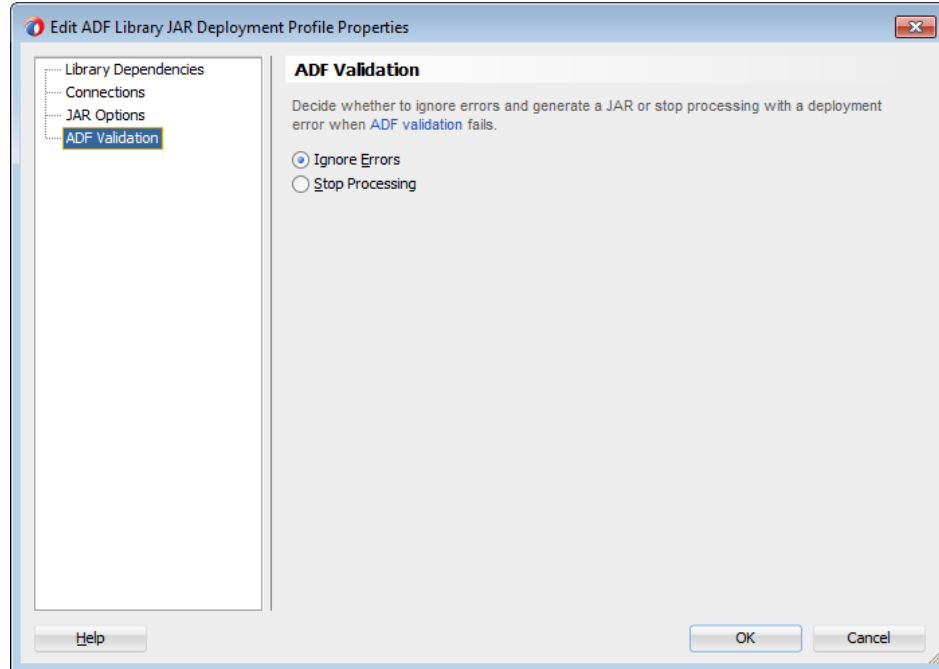 Edit ADF Library JAR Deployment Profile Properties
Library Dependencies
Connections
JAR Options
ADF Validation
ADF Validation
Decide whether to ignore errors and generate a JAR or stop processing with a deployment
error when ADF validation fails.
Ignore Errors
Stop Processing
Help
OK
Cancel